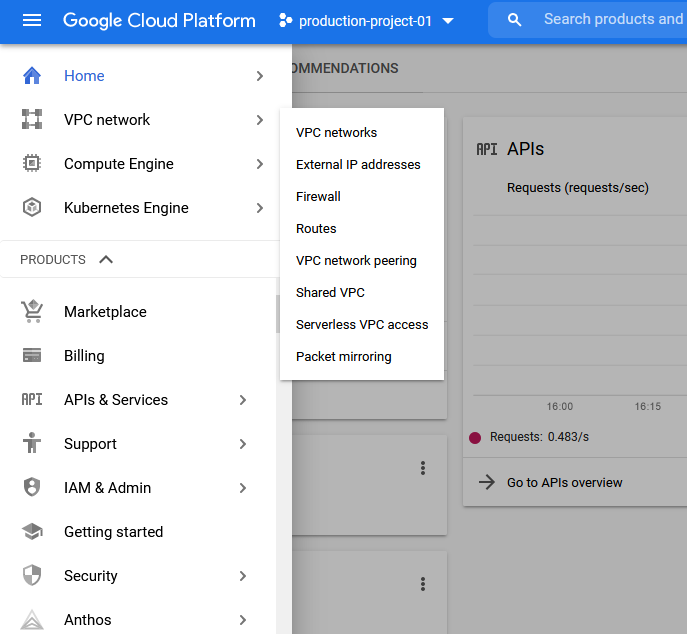 Google Cloud Platform production-project-01 Search products and
OMMENDATIONS
Home
VPC network
Compute Engine
Kubernetes Engine
PRODUCTS
Marketplace
Billing
API APIs & Services
Support
IAM & Admin
Getting started
Security
Anthos
VPC networks
External IP addresses
Firewall
Routes
VPC network peering
Shared VPC
Serverless VPC access
Packet mirroring
API APIs
Requests (requests/sec)
16:00 16:15
Requests: 0.483/s
Go to APIs overview